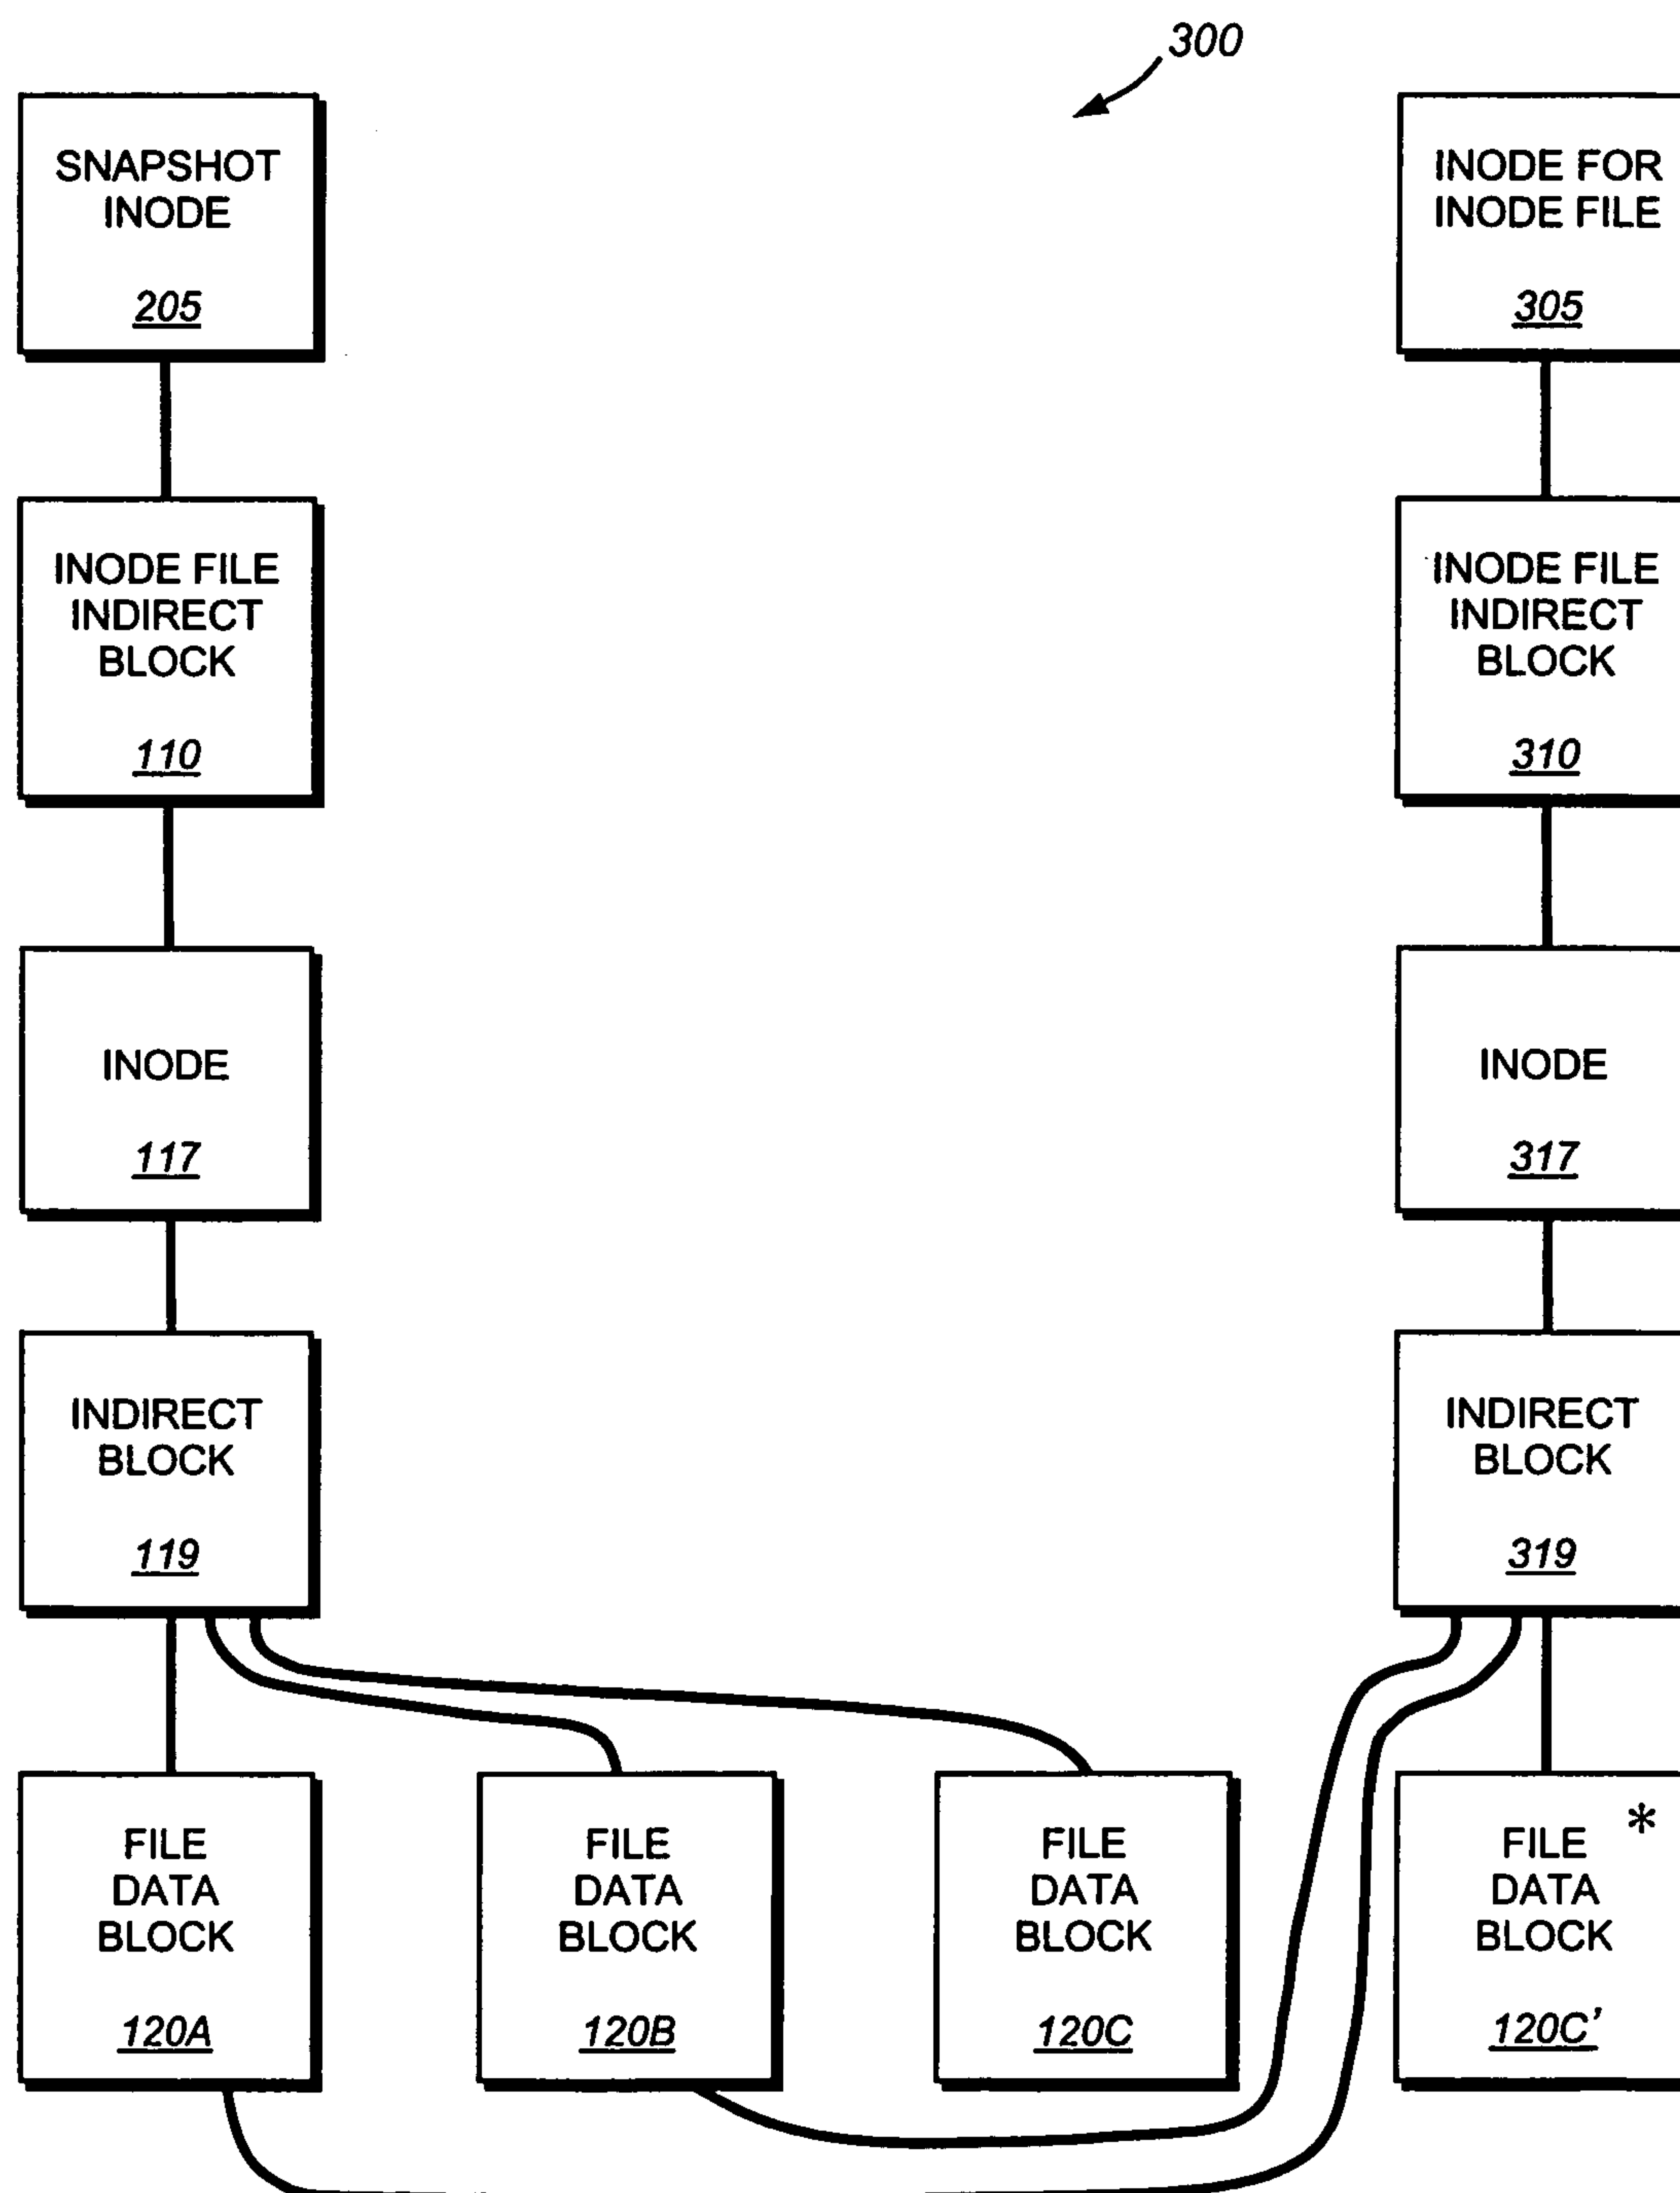 300
SNAPSHOT
INODE
205
INODE FOR
INODE FILE
305
INODE FILE
INDIRECT
BLOCK
110
INODE FILE
INDIRECT
BLOCK
310
INODE
117
INODE
317
INDIRECT
BLOCK
119
INDIRECT
BLOCK
319
FILE
DATA
BLOCK
120A
FILE
DATA
BLOCK
120B
FILE
DATA
BLOCK
120C
*
FILE
DATA
BLOCK
120C'